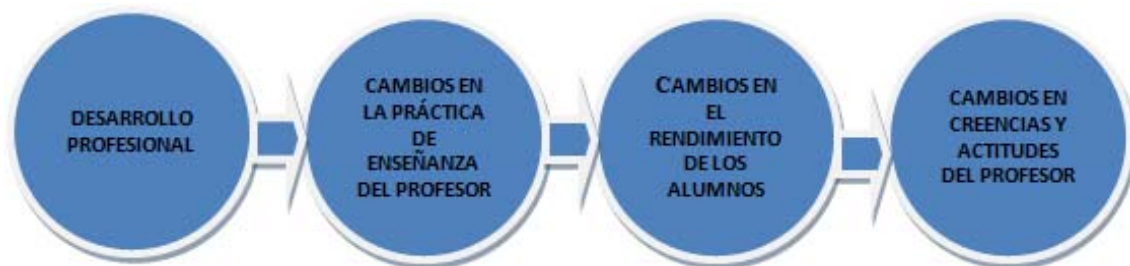 DESARROLLO
PROFESIONAL
CAMBIOS EN
LA PRÁCTICA
DE
ENSEÑANZA
DEL PROFESOR
CAMBIOS EN
EL
RENDIMIENTO
DE LOS
ALUMNOS
CAMBIOS EN
CREENCIAS Y
ACTITUDES
DEL PROFESOR